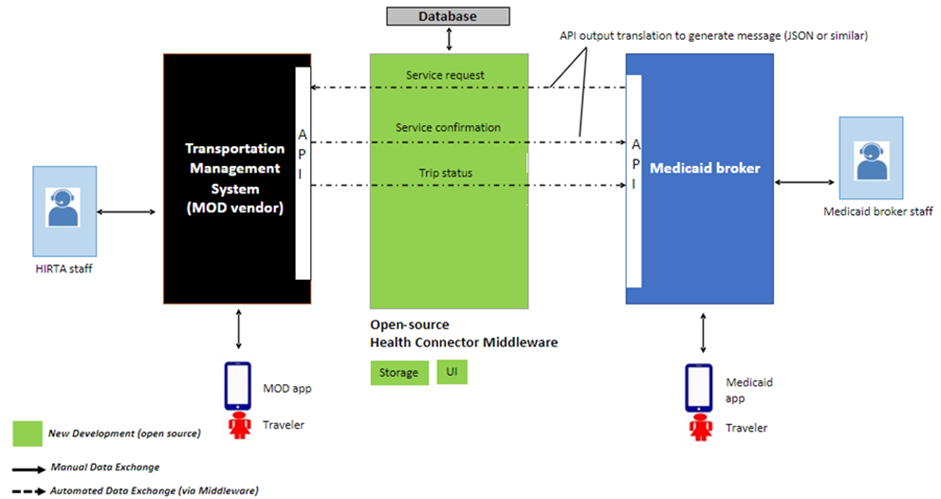 Database
API output translation to generate message (JSON or similar)
Service request
Service confirmation
Trip status
Transportation
Management
System
(MOD vendor)
A
P
I
A
P
I
Medicaid broker
HIRTA staff
Medicaid broker staff
Open-source
Health Connector Middleware
Storage
UI
MOD app
Traveler
Medicaid
app
Traveler
New Development (open source)
Manual Data Exchange
Automated Data Exchange (via Middleware)